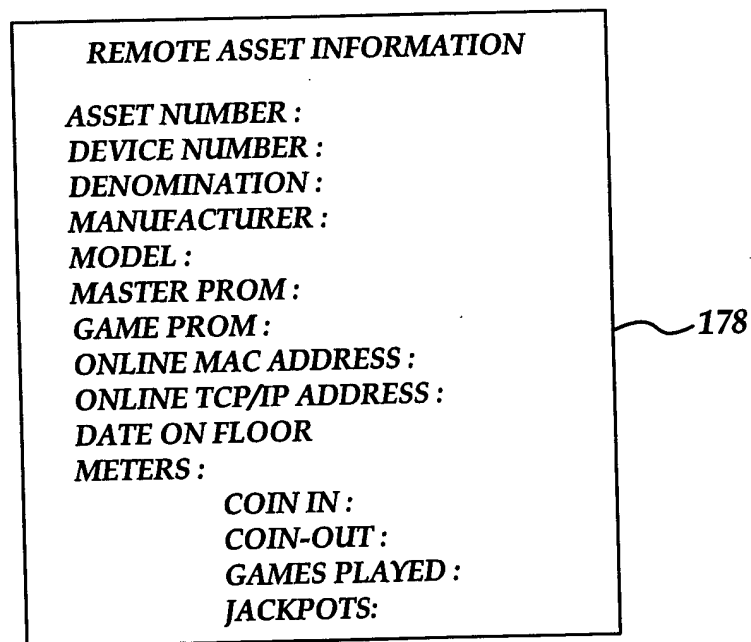 REMOTE ASSET INFORMATION
ASSET NUMBER :
DEVICE NUMBER :
DENOMINATION :
MANUFACTURER :
MODEL :
MASTER PROM :
GAME PROM :
ONLINE MAC ADDRESS :
ONLINE TCP/IP ADDRESS :
DATE ON FLOOR
METERS :
COIN IN :
COIN-OUT :
GAMES PLAYED :
JACKPOTS:
178